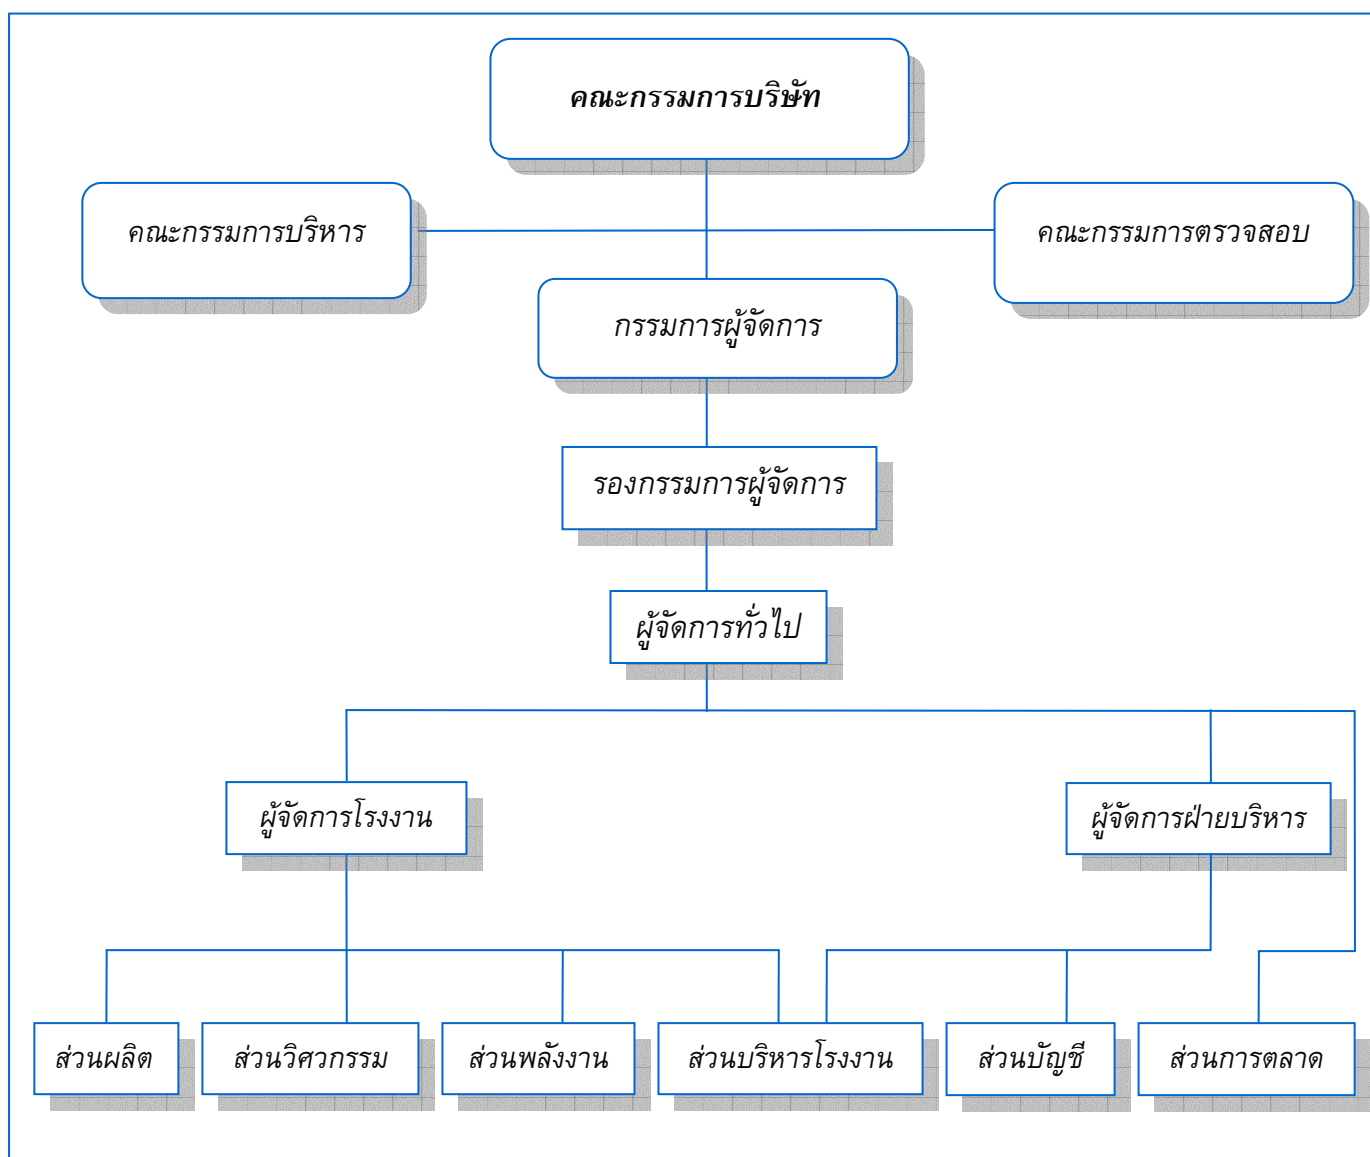 คณะกรรมการบริษัท
คณะกรรมการบริหาร
คณะกรรมการตรวจสอบ
กรรมการผู้จัดการ
รองกรรมการผู้จัดการ
ผู้จัดการทั่วไป
ผู้จัดการโรงงาน
ผู้จัดการฝ่ายบริหาร
ส่วนผลิต
ส่วนวิศวกรรม
ส่วนพลังงาน
ส่วนบริหารโรงงาน
ส่วนบัญชี
ส่วนการตลาด